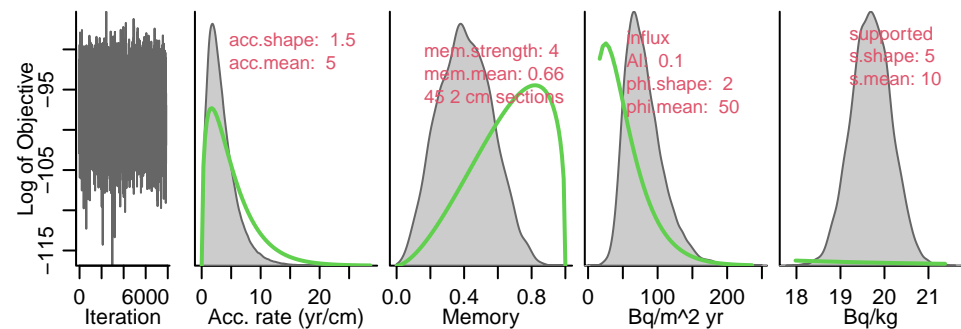 Log of Objective
−115
−105
−95
0
6000
Iteration
acc.shape: 1.5
acc.mean: 5
0
10
20
Acc. rate (yr/cm)
mem.strength: 4
mem.mean: 0.66
45 2 cm sections
0.0
0.4
0.8
Memory
Influx
Al 0.1
phi.shape: 2
phi.mean: 50
0
100
200
Bq/m^2 yr
supported
s.shape: 5
s.mean: 10
18
19
20
21
Bq/kg